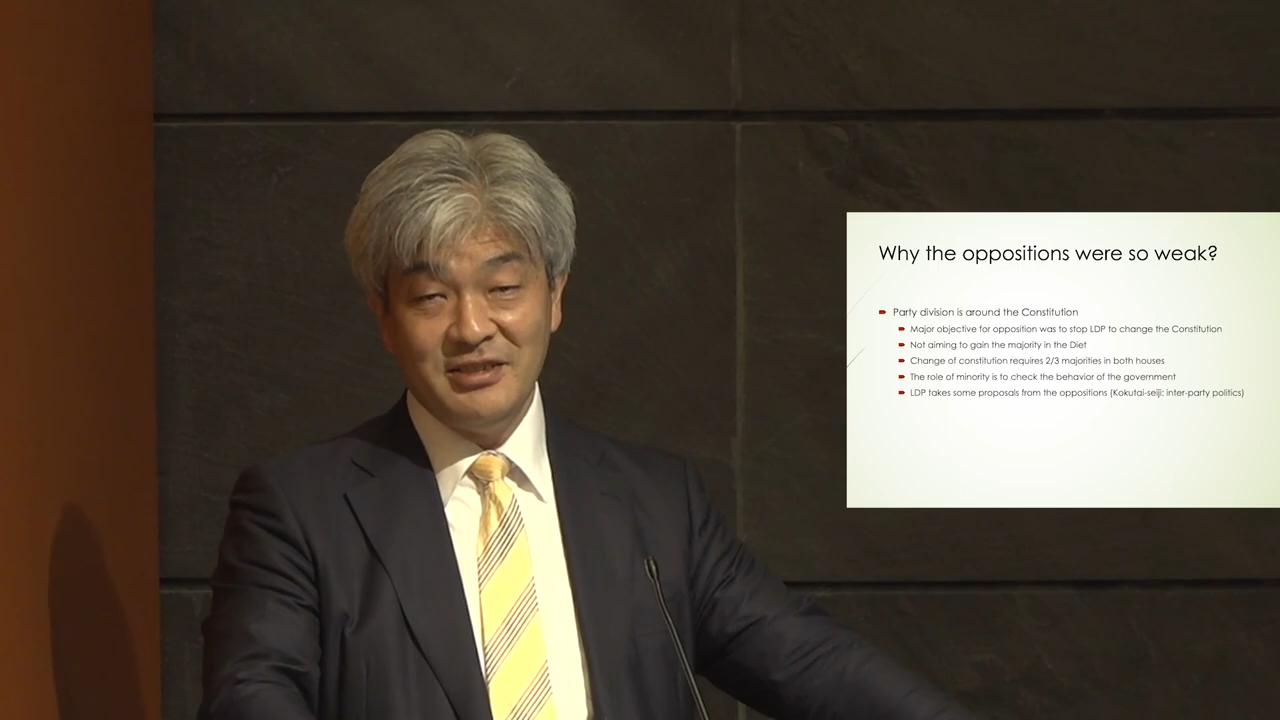 Why the oppositions were so weak?
Party division is around the Constitution
Major objective for opposition was to stop LDP to change the Constitution
Not aiming to gain the majority in the Diet
Change of constitution requires 2/3 majorities in both houses
The role of minority is to check the behavior of the government
LDP takes some proposals from the oppositions (Kokutai-seiji: inter-party politics)